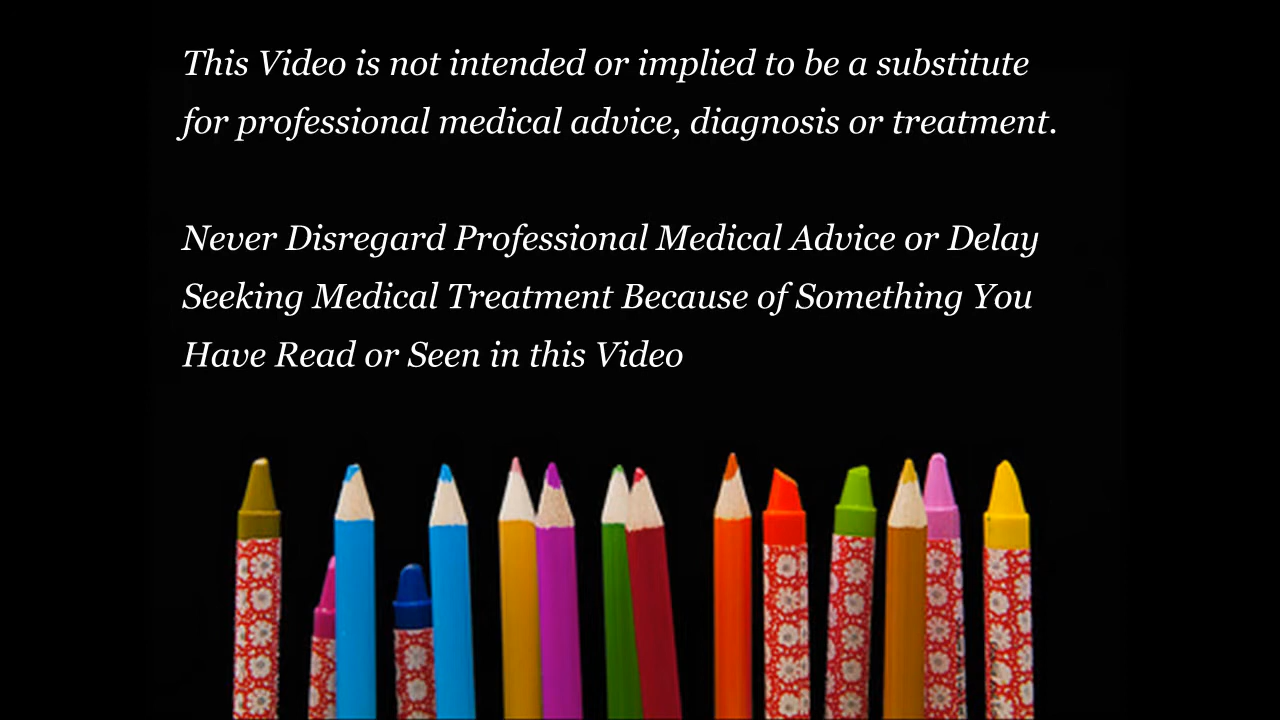 This Video is not intended or implied to be a substitute
for professional medical advice, diagnosis or treatment.
Never Disregard Professional Medical Advice or Delay
Seeking Medical Treatment Because of Something You
Have Read or Seen in this Video